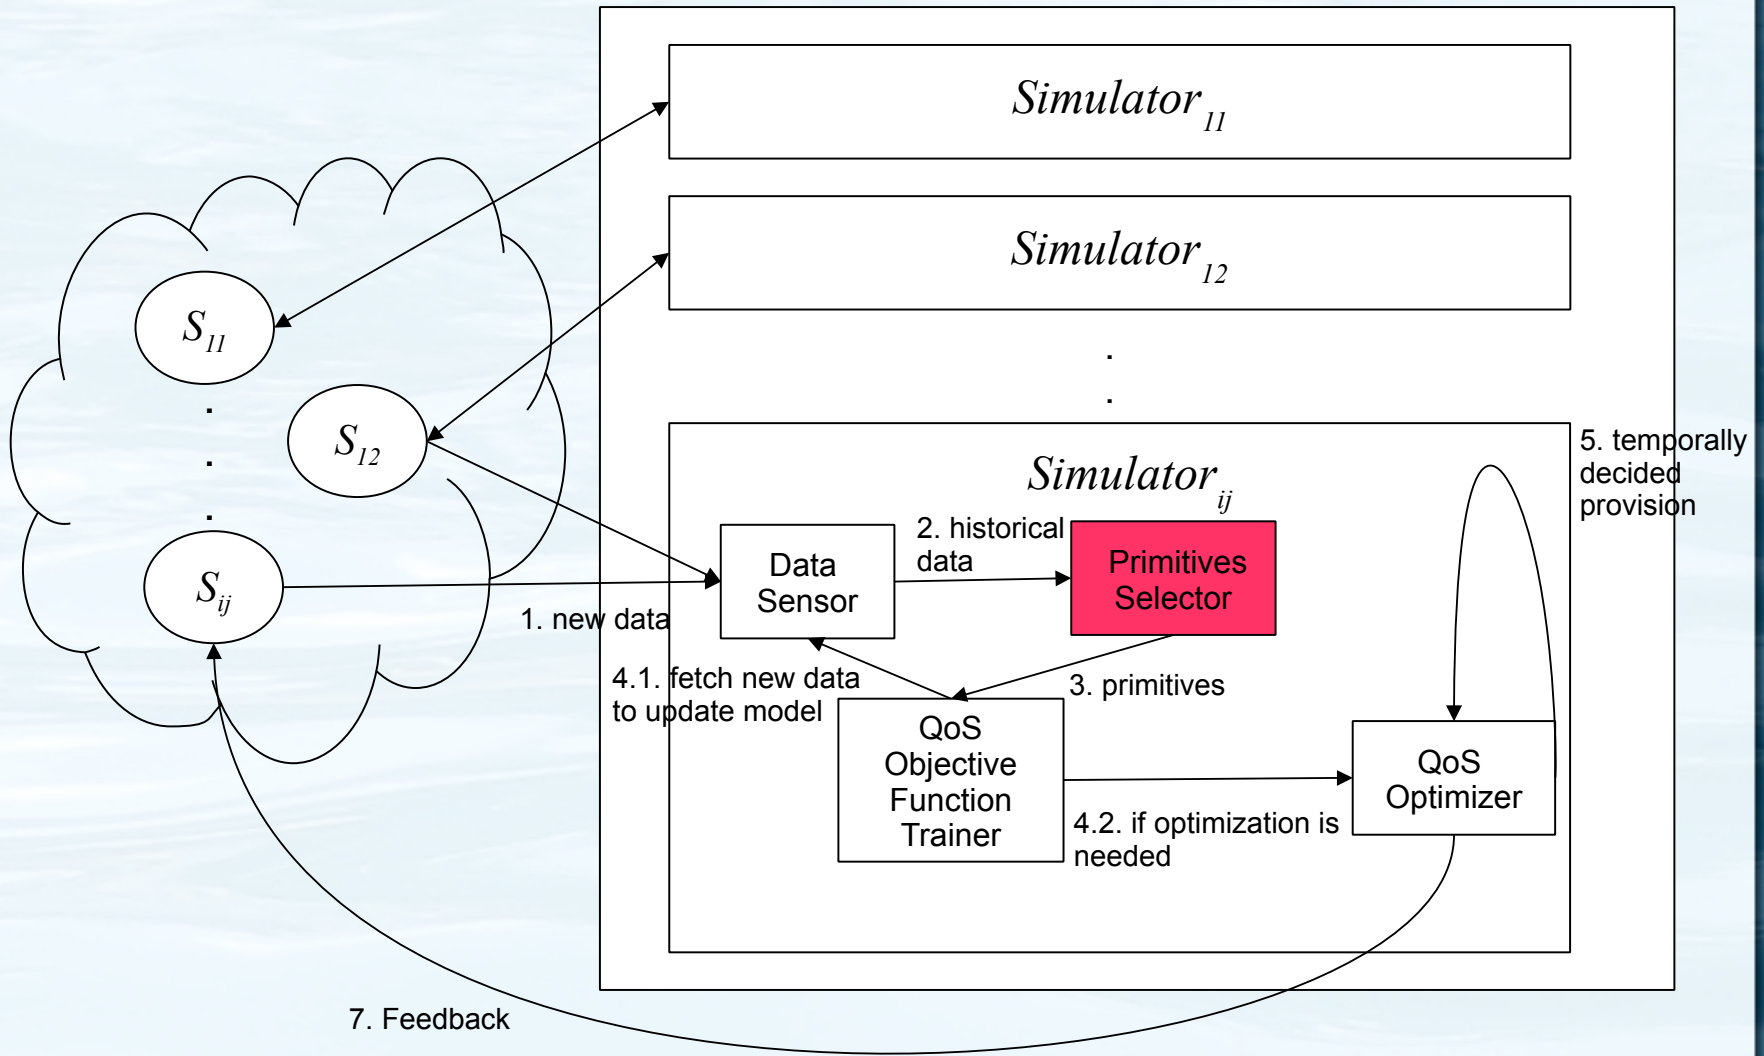 Simulator11
Simulator12
.
.
S11
.
.
.
S12
Sij
Simulatorij
5. temporally
decided
provision
2. historical
data
Data
Sensor
Primitives
Selector
1. new data
4.1. fetch new data
to update model
3. primitives
QoS
Objective
Function
Trainer
QoS
Optimizer
4.2. if optimization is
needed
7. Feedback